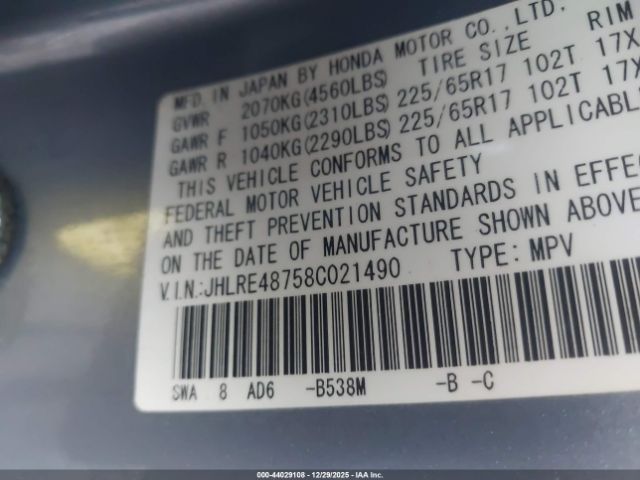 MFD. IN JAPAN BY HONDA MOTOR CO., LTD.
GVWR 2070KG(4560LBS) TIRE SIZE RIM
GAWR F 1050KG(2310LBS) 225/65R17 102T 17X
GAWR R 1040KG(2290LBS) 225/65R17 102T 17X
THIS VEHICLE CONFORMS TO ALL APPLICABL
FEDERAL MOTOR VEHICLE SAFETY
AND THEFT PREVENTION STANDARDS IN EFFEC
ON THE DATE OF MANUFACTURE SHOWN ABOVE
V.I.N.:JHLRE48758C021490 TYPE: MPV
SWA 8 AD6 -B538M -B -C
000-44029108 - 12/29/2025 - IAA Inc.